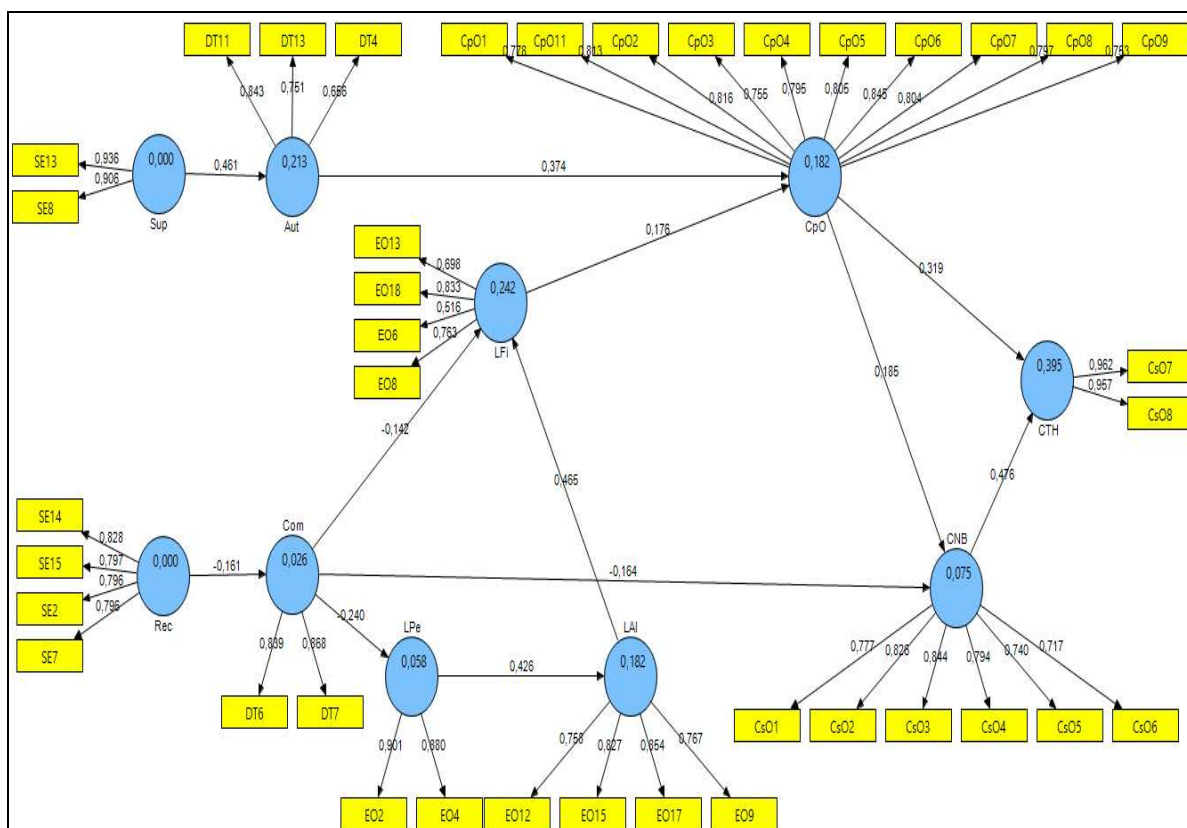 DT11 DT13 DT4
CpO1 CpO11 CpO2 CpO3 CpO4 CpO5 CpO6 CpO7 CpO8 CpO9
0,843 0,751 0,656
0,778 0,813 0,816 0,755 0,795 0,805 0,845 0,804 0,797 0,753
SE13
SE8
0,936
0,906
0,000
Sup
0,461
0,213
Aut
0,374
0,182
CpO
EO13
EO18
EO6
EO8
0,698
0,833
0,516
0,763
0,242
LFI
0,176
0,319
0,185
0,395
CTH
0,962
0,957
CsO7
CsO8
-0,142
0,465
0,476
SE14
SE15
SE2
SE7
0,828
0,797
0,796
0,796
0,000
Rec
-0,161
Com
0,026
-0,164
CNB
0,075
-0,240
0,839 0,868
DT6 DT7
LPe
0,058
0,426
LAI
0,182
0,901 0,880
EO2 EO4
0,827 0,854 0,767
EO12 EO15 EO17 EO9
0,777 0,826 0,844 0,794 0,740 0,717
CsO1 CsO2 CsO3 CsO4 CsO5 CsO6